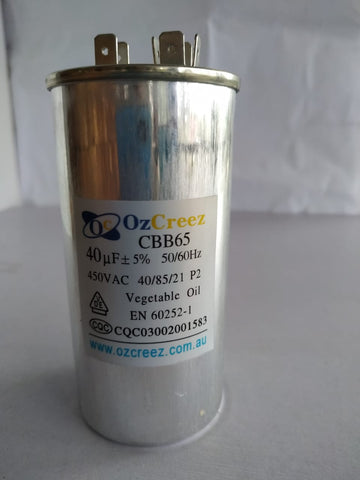 Oc OzCreez
CBB65
40µF±5% 50/60Hz
450VAC 40/85/21 P2
Vegetable Oil
EN 60252-1
CQC CQC03002001583
www.ozcreez.com.au